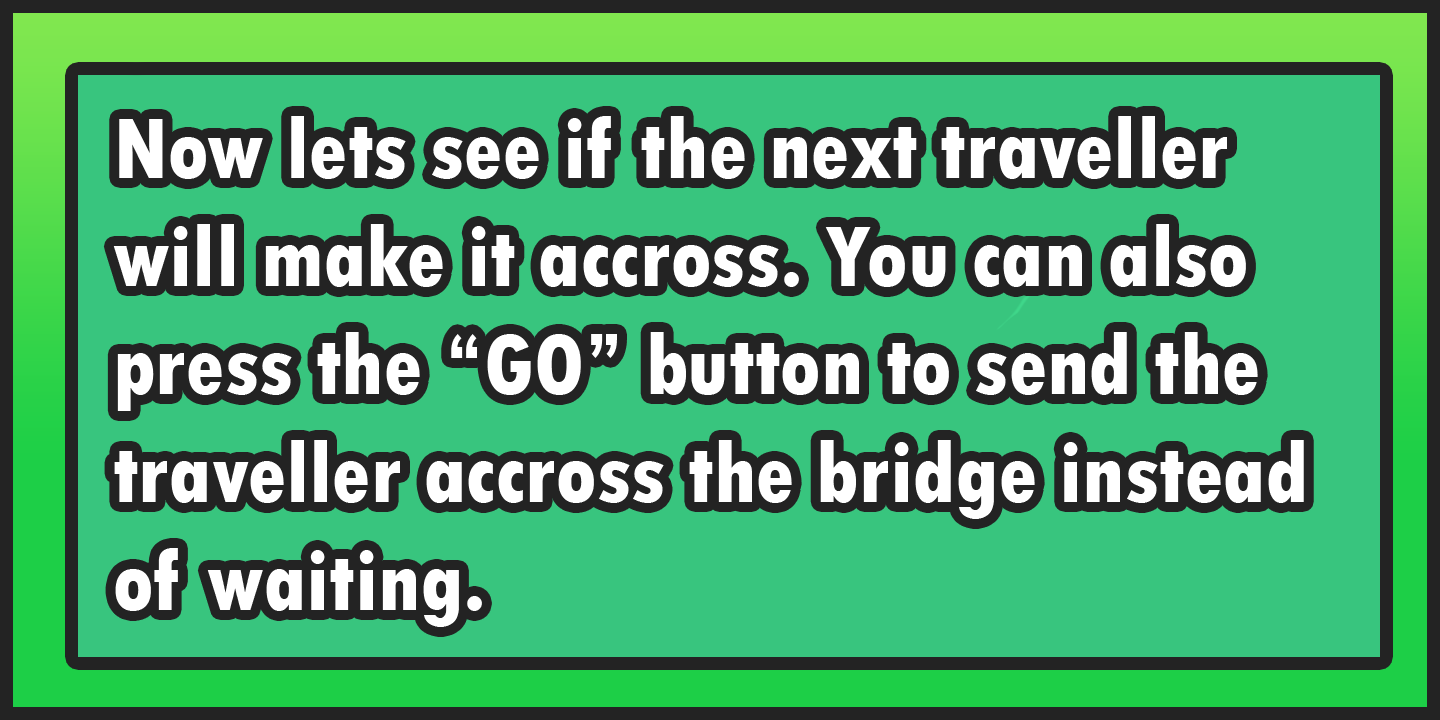 Now lets see if the next traveller
will make it accross. You can also
press the “GO” button to send the
traveller accross the bridge instead
of waiting.